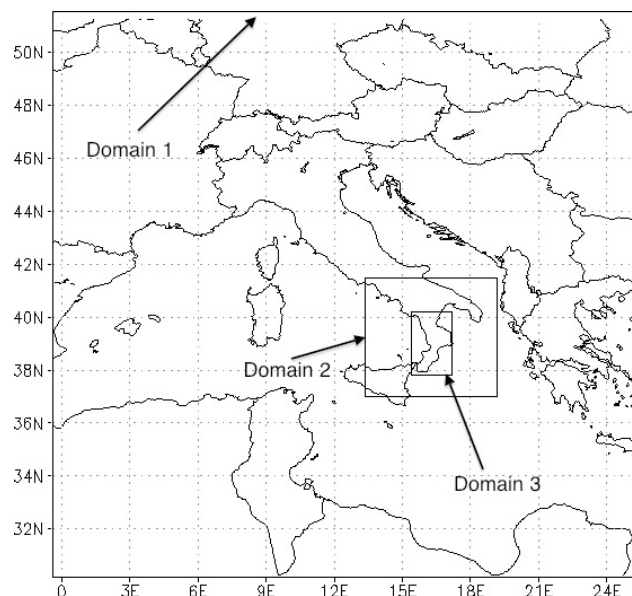 50N
48N
Domain 1
46N
44N
42N
40N
38N
Domain 2
36N
34N
Domain 3
32N
0 3E 6E 9E 12E 15E 18E 21E 24E